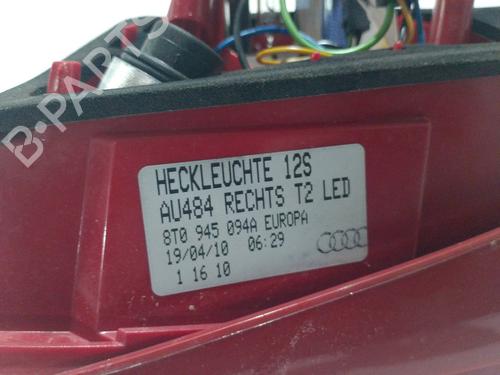 B-PARTS
HECKLEUCHTE 12S
AU484 RECHTS T2 LED
8T0 945 094A EUROPA
19/04/10 06:29
1 16 10